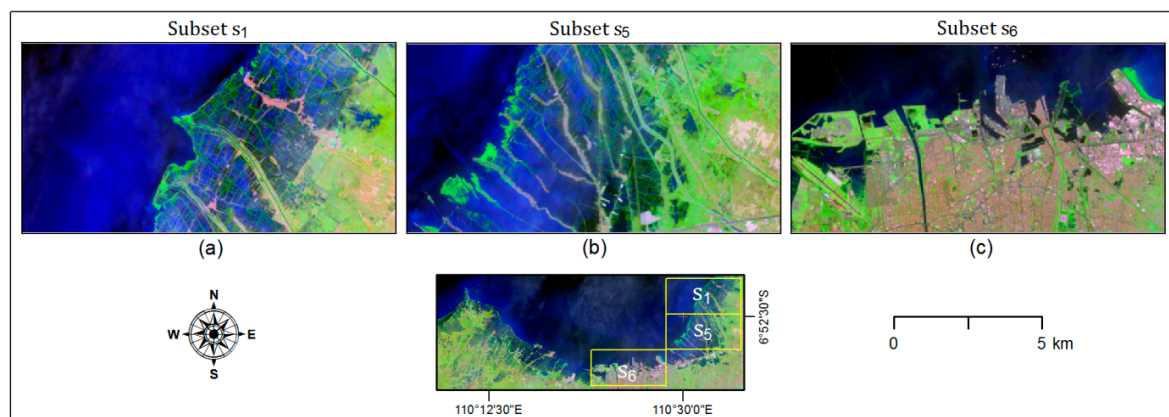 Subset s₁
Subset s₅
Subset s₆
(a)
(b)
(c)
N
W E
S
s₁
s₅
s₆
6°52'30"S
110°12'30"E
110°30'0"E
0 5 km